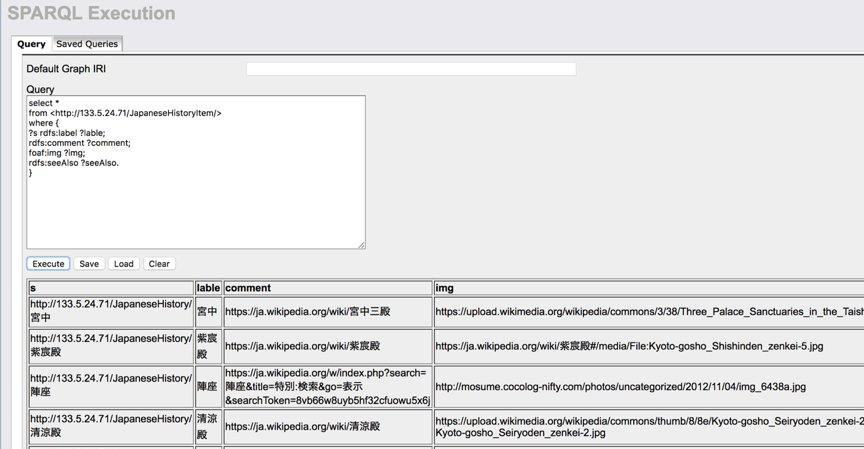 SPARQL Execution
Query Saved Queries
Default Graph IRI
Query
select *
from <http://133.5.24.71/JapaneseHistoryItem/>
where {
?s rdfs:label ?lable;
rdfs:comment ?comment;
foaf:img ?img;
rdfs:seeAlso ?seeAlso.
}
Execute Save Load Clear
s lable comment img
http://133.5.24.71/JapaneseHistory/
宮中
宮中
https://ja.wikipedia.org/wiki/宮中三殿
https://upload.wikimedia.org/wikipedia/commons/3/38/Three_Palace_Sanctuaries_in_the_Taish
http://133.5.24.71/JapaneseHistory/
紫宸殿
紫宸
殿
https://ja.wikipedia.org/wiki/紫宸殿
https://ja.wikipedia.org/wiki/紫宸殿#/media/File:Kyoto-gosho_Shishinden_zenkei-5.jpg
http://133.5.24.71/JapaneseHistory/
陣座
陣座
https://ja.wikipedia.org/w/index.php?search=
陣座&title=特別:検索&go=表示
&searchToken=8vb66w8uyb5hf32cfuowu5x6j
http://mosume.cocolog-nifty.com/photos/uncategorized/2012/11/04/img_6438a.jpg
http://133.5.24.71/JapaneseHistory/
清涼殿
清涼
殿
https://ja.wikipedia.org/wiki/清涼殿
https://upload.wikimedia.org/wikipedia/commons/thumb/8/8e/Kyoto-gosho_Seiryoden_zenkei-2
Kyoto-gosho_Seiryoden_zenkei-2.jpg